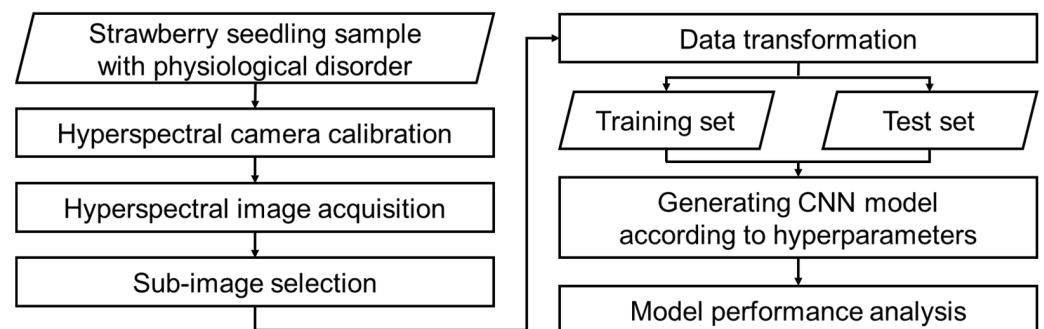 Strawberry seedling sample
with physiological disorder
Hyperspectral camera calibration
Hyperspectral image acquisition
Sub-image selection
Data transformation
Training set
Test set
Generating CNN model
according to hyperparameters
Model performance analysis